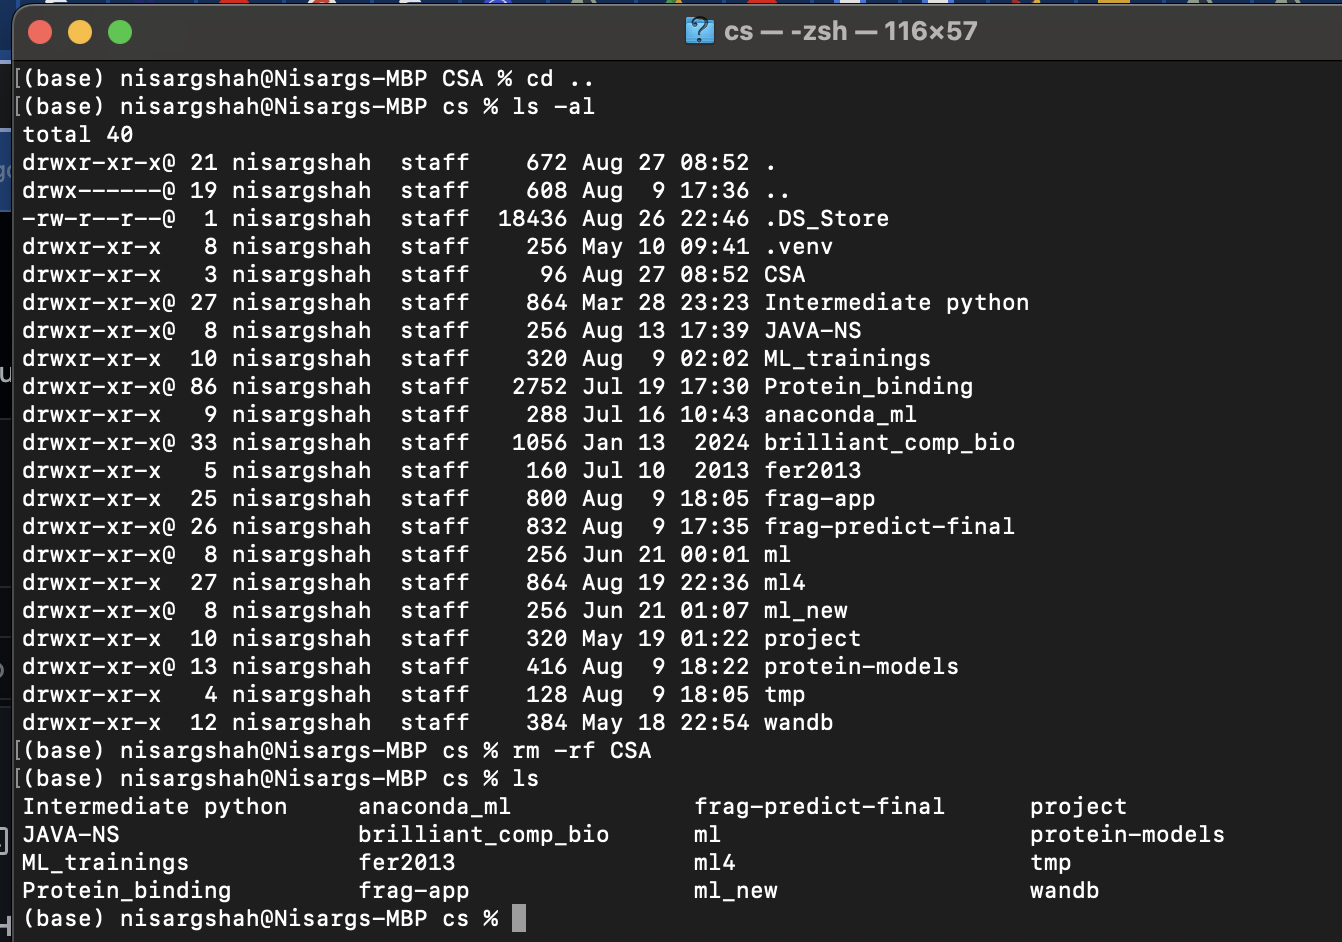 cs — -zsh — 116×57
[(base) nisargshah@Nisargs-MBP CSA % cd ..
[(base) nisargshah@Nisargs-MBP cs % ls -al
total 40
drwxr-xr-x@ 21 nisargshah  staff    672 Aug 27 08:52 .
drwx------@ 19 nisargshah  staff    608 Aug  9 17:36 ..
-rw-r--r--@  1 nisargshah  staff  18436 Aug 26 22:46 .DS_Store
drwxr-xr-x   8 nisargshah  staff    256 May 10 09:41 .venv
drwxr-xr-x   3 nisargshah  staff     96 Aug 27 08:52 CSA
drwxr-xr-x@ 27 nisargshah  staff    864 Mar 28 23:23 Intermediate python
drwxr-xr-x@  8 nisargshah  staff    256 Aug 13 17:39 JAVA-NS
drwxr-xr-x  10 nisargshah  staff    320 Aug  9 02:02 ML_trainings
drwxr-xr-x@ 86 nisargshah  staff   2752 Jul 19 17:30 Protein_binding
drwxr-xr-x   9 nisargshah  staff    288 Jul 16 10:43 anaconda_ml
drwxr-xr-x@ 33 nisargshah  staff   1056 Jan 13  2024 brilliant_comp_bio
drwxr-xr-x   5 nisargshah  staff    160 Jul 10  2013 fer2013
drwxr-xr-x  25 nisargshah  staff    800 Aug  9 18:05 frag-app
drwxr-xr-x@ 26 nisargshah  staff    832 Aug  9 17:35 frag-predict-final
drwxr-xr-x@  8 nisargshah  staff    256 Jun 21 00:01 ml
drwxr-xr-x  27 nisargshah  staff    864 Aug 19 22:36 ml4
drwxr-xr-x@  8 nisargshah  staff    256 Jun 21 01:07 ml_new
drwxr-xr-x  10 nisargshah  staff    320 May 19 01:22 project
drwxr-xr-x@ 13 nisargshah  staff    416 Aug  9 18:22 protein-models
drwxr-xr-x   4 nisargshah  staff    128 Aug  9 18:05 tmp
drwxr-xr-x  12 nisargshah  staff    384 May 18 22:54 wandb
[(base) nisargshah@Nisargs-MBP cs % rm -rf CSA
[(base) nisargshah@Nisargs-MBP cs % ls
Intermediate python     anaconda_ml             frag-predict-final      project
JAVA-NS                 brilliant_comp_bio      ml                      protein-models
ML_trainings            fer2013                 ml4                     tmp
Protein_binding         frag-app                ml_new                  wandb
(base) nisargshah@Nisargs-MBP cs %